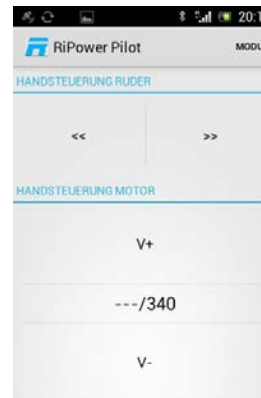 20:1
RiPower Pilot MODU
HANDSTEUERUNG RUDER
<< >>
HANDSTEUERUNG MOTOR
V+
---/340
V-